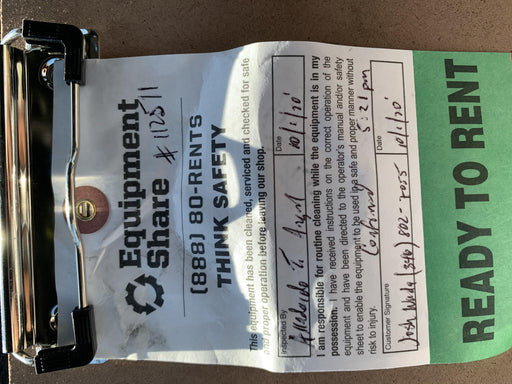 Equipment
Share # 112511
(888) 80-RENTS
THINK SAFETY
This equipment has been cleaned, serviced and checked for safe
and proper operation before leaving our shop.
Inspected By
Date
10/1/20'
I am responsible for routine cleaning while the equipment is in my
possession. I have received instructions on the correct operation of the
equipment and have been directed to the operator's manual and/or safety
sheet to enable the equipment to be used in a safe and proper manner without
risk to injury.
5:21 pm
Customer Signature
Date
Josh (346) 802-7025
10/1/20'
READY TO RENT